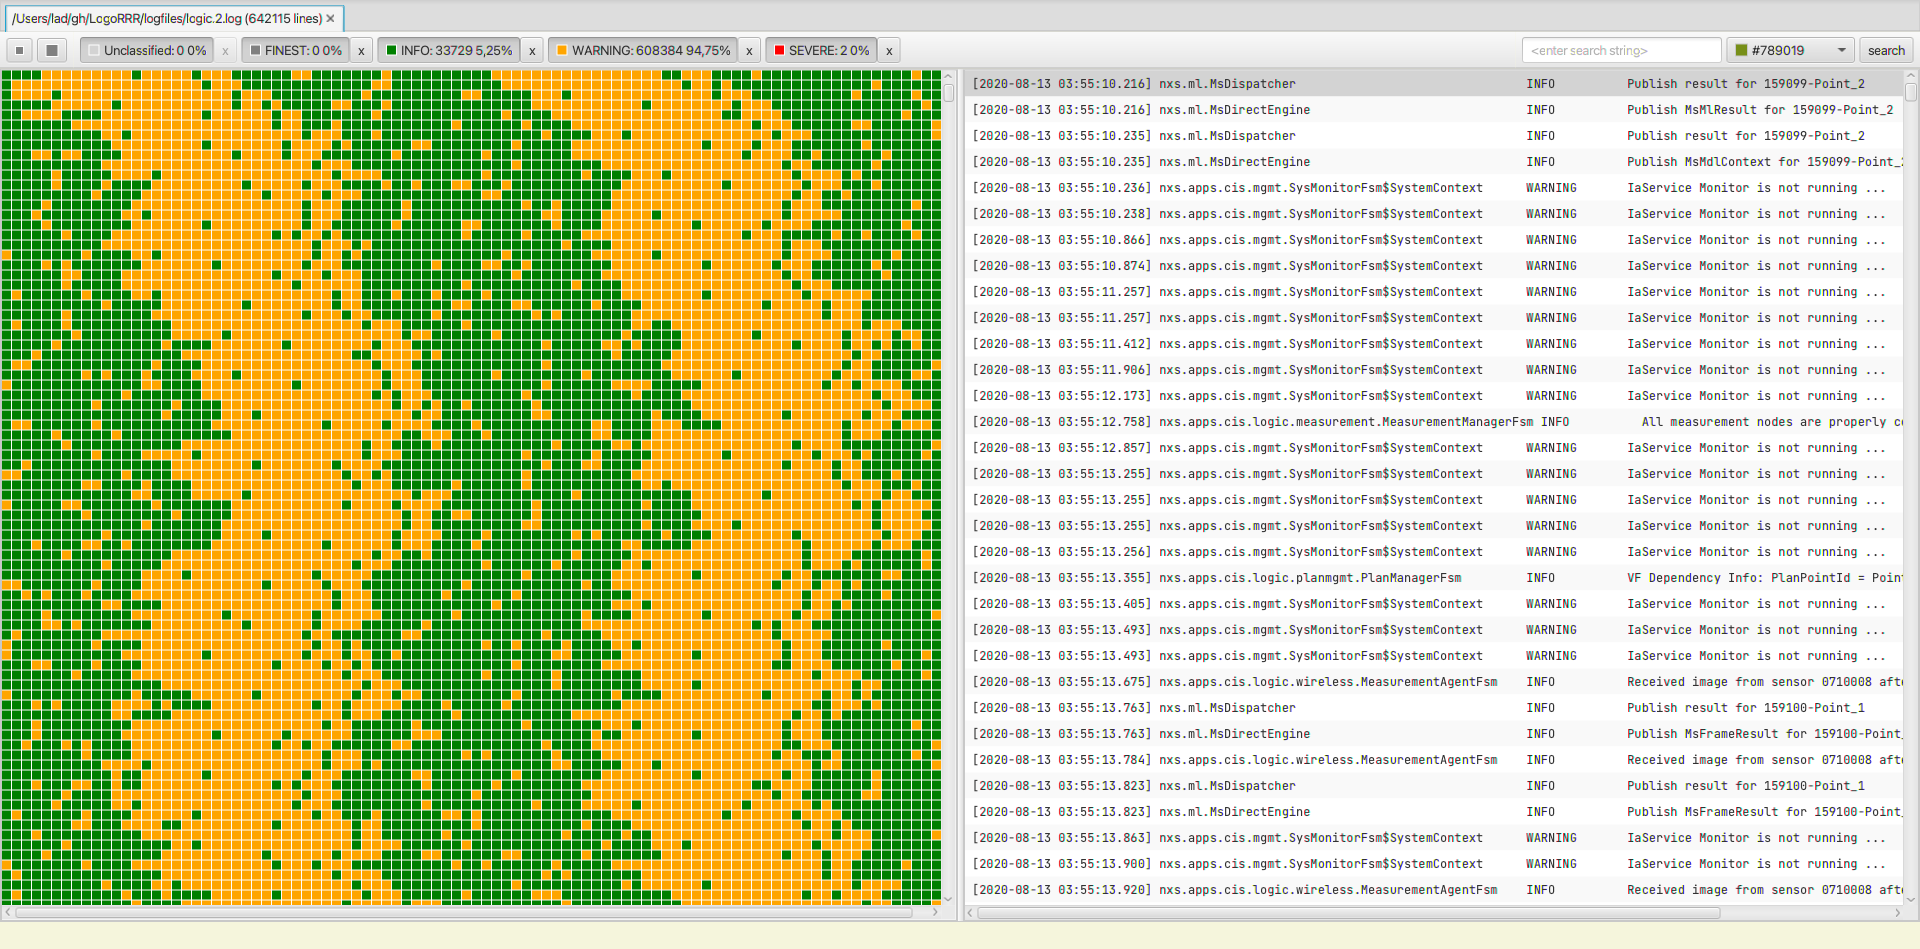 /Users/lad/gh/LogoRRR/logfiles/logic.2.log (642115 lines) ×
Unclassified: 0 0% x FINEST: 0 0% x INFO: 33729 5,25% x WARNING: 608384 94,75% x SEVERE: 2 0% x <enter search string> #789019 search
[2020-08-13 03:55:10.216] nxs.ml.MsDispatcher INFO Publish result for 159099-Point_2
[2020-08-13 03:55:10.216] nxs.ml.MsDirectEngine INFO Publish MsMlResult for 159099-Point_2
[2020-08-13 03:55:10.235] nxs.ml.MsDispatcher INFO Publish result for 159099-Point_2
[2020-08-13 03:55:10.235] nxs.ml.MsDirectEngine INFO Publish MsMdlContext for 159099-Point_
[2020-08-13 03:55:10.236] nxs.apps.cis.mgmt.SysMonitorFsm$SystemContext WARNING IaService Monitor is not running ...
[2020-08-13 03:55:10.238] nxs.apps.cis.mgmt.SysMonitorFsm$SystemContext WARNING IaService Monitor is not running ...
[2020-08-13 03:55:10.866] nxs.apps.cis.mgmt.SysMonitorFsm$SystemContext WARNING IaService Monitor is not running ...
[2020-08-13 03:55:10.874] nxs.apps.cis.mgmt.SysMonitorFsm$SystemContext WARNING IaService Monitor is not running ...
[2020-08-13 03:55:11.257] nxs.apps.cis.mgmt.SysMonitorFsm$SystemContext WARNING IaService Monitor is not running ...
[2020-08-13 03:55:11.257] nxs.apps.cis.mgmt.SysMonitorFsm$SystemContext WARNING IaService Monitor is not running ...
[2020-08-13 03:55:11.412] nxs.apps.cis.mgmt.SysMonitorFsm$SystemContext WARNING IaService Monitor is not running ...
[2020-08-13 03:55:11.906] nxs.apps.cis.mgmt.SysMonitorFsm$SystemContext WARNING IaService Monitor is not running ...
[2020-08-13 03:55:12.173] nxs.apps.cis.mgmt.SysMonitorFsm$SystemContext WARNING IaService Monitor is not running ...
[2020-08-13 03:55:12.758] nxs.apps.cis.logic.measurement.MeasurementManagerFsm INFO All measurement nodes are properly c
[2020-08-13 03:55:12.857] nxs.apps.cis.mgmt.SysMonitorFsm$SystemContext WARNING IaService Monitor is not running ...
[2020-08-13 03:55:13.255] nxs.apps.cis.mgmt.SysMonitorFsm$SystemContext WARNING IaService Monitor is not running ...
[2020-08-13 03:55:13.255] nxs.apps.cis.mgmt.SysMonitorFsm$SystemContext WARNING IaService Monitor is not running ...
[2020-08-13 03:55:13.255] nxs.apps.cis.mgmt.SysMonitorFsm$SystemContext WARNING IaService Monitor is not running ...
[2020-08-13 03:55:13.256] nxs.apps.cis.mgmt.SysMonitorFsm$SystemContext WARNING IaService Monitor is not running ...
[2020-08-13 03:55:13.355] nxs.apps.cis.logic.planmgmt.PlanManagerFsm INFO VF Dependency Info: PlanPointId = Poin
[2020-08-13 03:55:13.405] nxs.apps.cis.mgmt.SysMonitorFsm$SystemContext WARNING IaService Monitor is not running ...
[2020-08-13 03:55:13.493] nxs.apps.cis.mgmt.SysMonitorFsm$SystemContext WARNING IaService Monitor is not running ...
[2020-08-13 03:55:13.493] nxs.apps.cis.mgmt.SysMonitorFsm$SystemContext WARNING IaService Monitor is not running ...
[2020-08-13 03:55:13.675] nxs.apps.cis.logic.wireless.MeasurementAgentFsm INFO Received image from sensor 0710008 aft
[2020-08-13 03:55:13.763] nxs.ml.MsDispatcher INFO Publish result for 159100-Point_1
[2020-08-13 03:55:13.763] nxs.ml.MsDirectEngine INFO Publish MsFrameResult for 159100-Point_
[2020-08-13 03:55:13.784] nxs.apps.cis.logic.wireless.MeasurementAgentFsm INFO Received image from sensor 0710008 aft
[2020-08-13 03:55:13.823] nxs.ml.MsDispatcher INFO Publish result for 159100-Point_1
[2020-08-13 03:55:13.823] nxs.ml.MsDirectEngine INFO Publish MsFrameResult for 159100-Point_
[2020-08-13 03:55:13.863] nxs.apps.cis.mgmt.SysMonitorFsm$SystemContext WARNING IaService Monitor is not running ...
[2020-08-13 03:55:13.900] nxs.apps.cis.mgmt.SysMonitorFsm$SystemContext WARNING IaService Monitor is not running ...
[2020-08-13 03:55:13.920] nxs.apps.cis.logic.wireless.MeasurementAgentFsm INFO Received image from sensor 0710008 aft